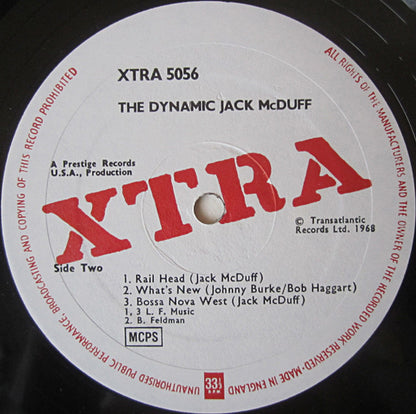 XTRA 5056
THE DYNAMIC JACK McDUFF
A Prestige Records
U.S.A., Production
XTRA
© Transatlantic
Records Ltd. 1968
Side Two
1. Rail Head (Jack McDuff)
2. What's New (Johnny Burke/Bob Haggart)
3. Bossa Nova West (Jack McDuff)
1, 3 L. F. Music
2. B. Feldman
MCPS
33⅓
RPM
ALL RIGHTS OF THE MANUFACTURERS AND THE OWNER OF THE RECORDED WORK RESERVED-MADE IN ENGLAND
UNAUTHORISED PUBLIC PERFORMANCE, BROADCASTING AND COPYING OF THIS RECORD PROHIBITED